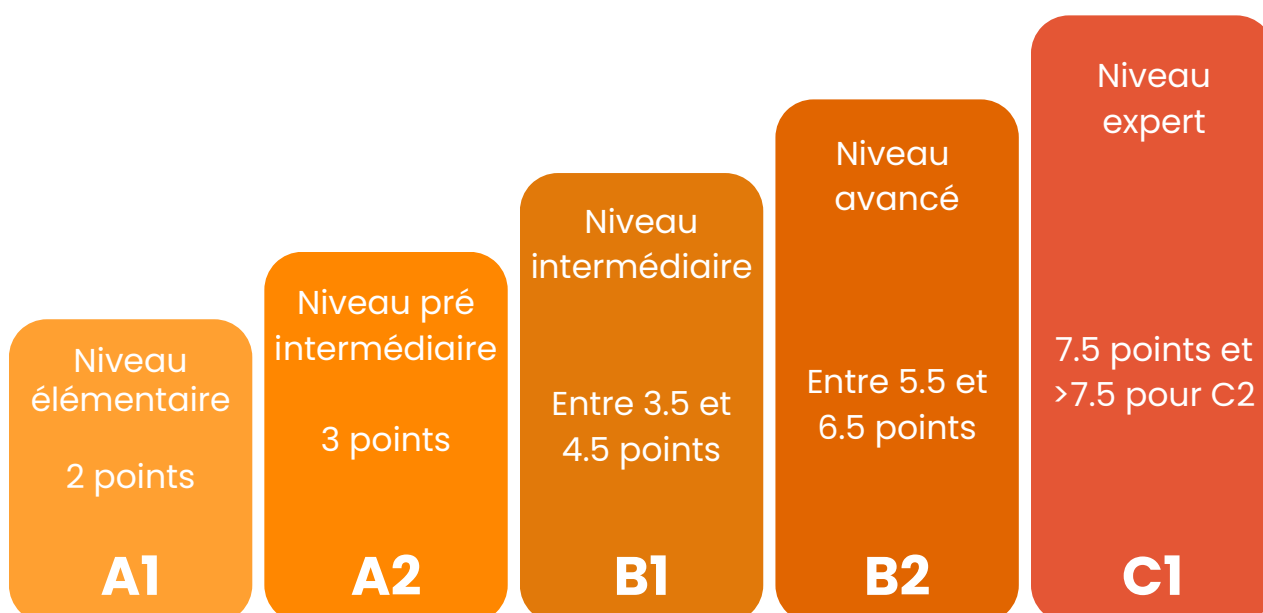 Niveau
élémentaire
2 points
A1
Niveau pré
intermédiaire
3 points
A2
Niveau
intermédiaire
Entre 3.5 et
4.5 points
B1
Niveau
avancé
Entre 5.5 et
6.5 points
B2
Niveau
expert
7.5 points et
>7.5 pour C2
C1